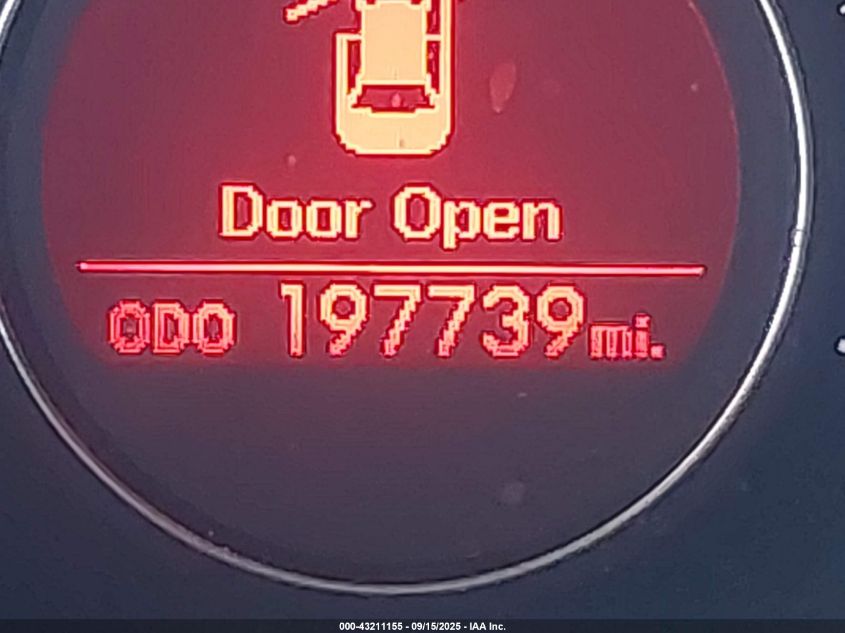 Door Open
ODO 197739 mi.
000-43211155 - 09/15/2025 - IAA Inc.